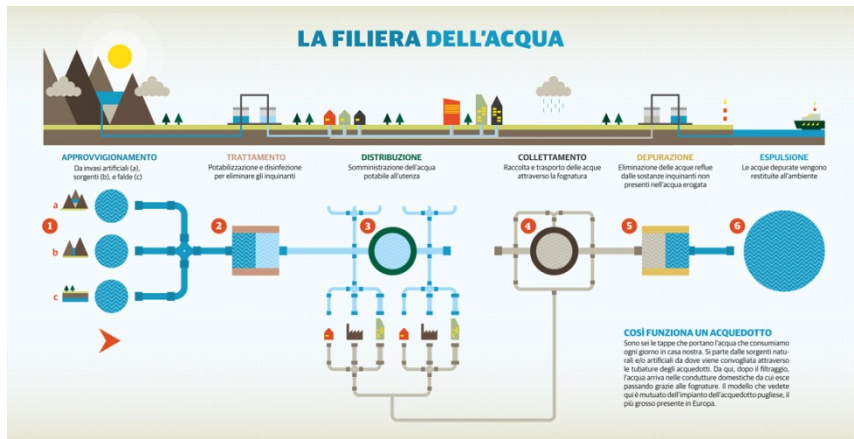 LA FILIERA DELL'ACQUA
APPROVVIGIONAMENTO
Da invasi artificiali (a),
sorgenti (b), e falde (c)
TRATTAMENTO
Potabilizzazione e disinfezione
per eliminare gli inquinanti
DISTRIBUZIONE
Somministrazione dell'acqua
potabile all'utenza
COLLETTAMENTO
Raccolta e trasporto delle acque
attraverso la fognatura
DEPURAZIONE
Eliminazione delle acque reflue
dalle sostanze inquinanti non
presenti nell'acqua erogata
ESPULSIONE
Le acque depurate vengono
restituite all'ambiente
a
1
b
c
2
3
4
5
6
COSÌ FUNZIONA UN ACQUEDOTTO
Sono sei le tappe che portano l'acqua che consumiamo
ogni giorno in casa nostra. Si parte dalle sorgenti natu-
rali e/o artificiali da dove viene convogliata attraverso
le tubature degli acquedotti. Da qui, dopo il filtraggio,
l'acqua arriva nelle condutture domestiche da cui esce
passando grazie alle fognature. Il modello che vedete
qui è mutuato dell'impianto dell'acquedotto pugliese, il
più grosso presente in Europa.